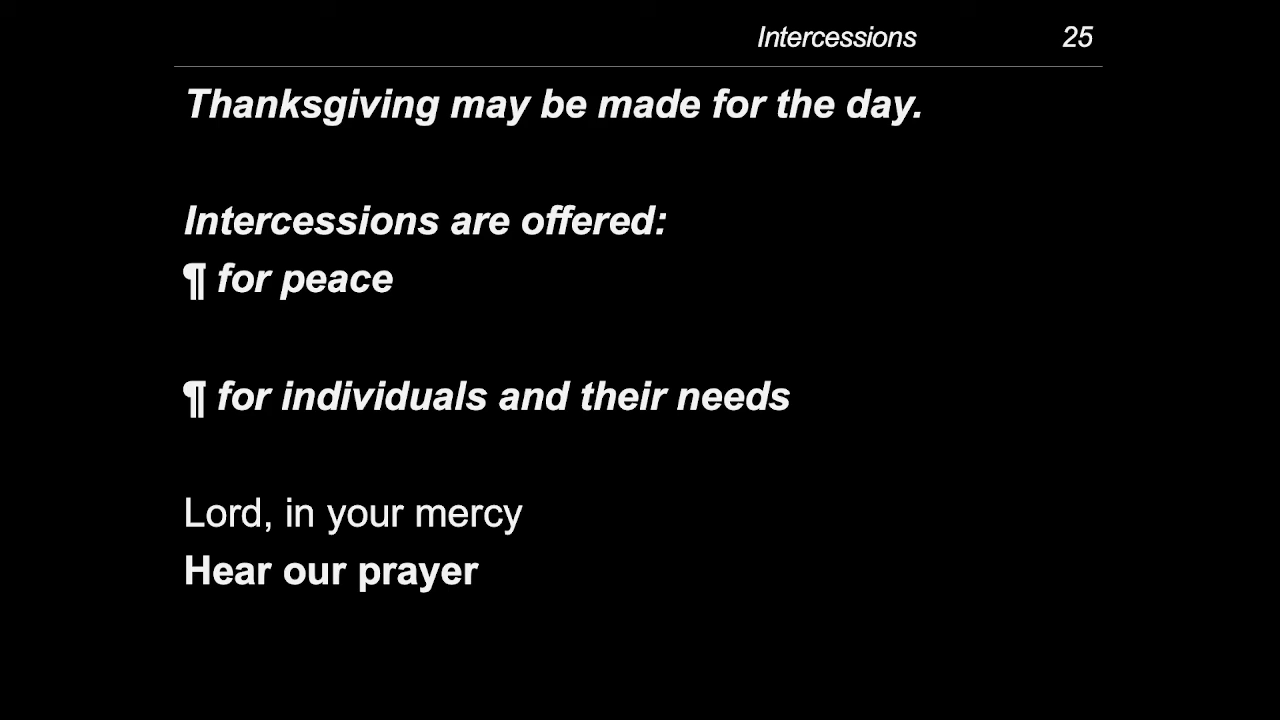 Intercessions 25
Thanksgiving may be made for the day.
Intercessions are offered:
¶ for peace
¶ for individuals and their needs
Lord, in your mercy
Hear our prayer